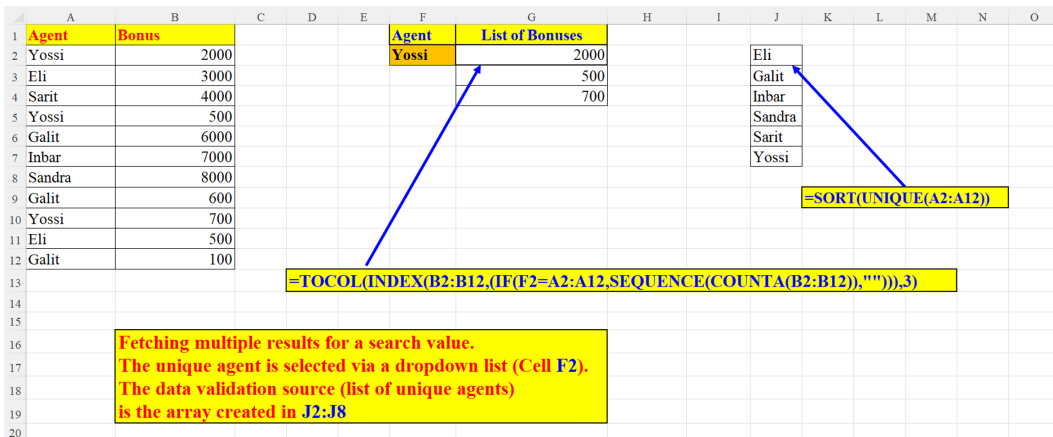 A B C D E F G H I J K L M N O
1 Agent Bonus Agent List of Bonuses
2 Yossi 2000 Yossi 2000 Eli
3 Eli 3000 500 Galit
4 Sarit 4000 700 Inbar
5 Yossi 500 Sandra
6 Galit 6000 Sarit
7 Inbar 7000 Yossi
8 Sandra 8000
9 Galit 600 =SORT(UNIQUE(A2:A12))
10 Yossi 700
11 Eli 500
12 Galit 100
13 =TOCOL(INDEX(B2:B12,(IF(F2=A2:A12,SEQUENCE(COUNTA(B2:B12)),""))),3)
14
15
16 Fetching multiple results for a search value.
17 The unique agent is selected via a dropdown list (Cell F2).
18 The data validation source (list of unique agents)
19 is the array created in J2:J8
20